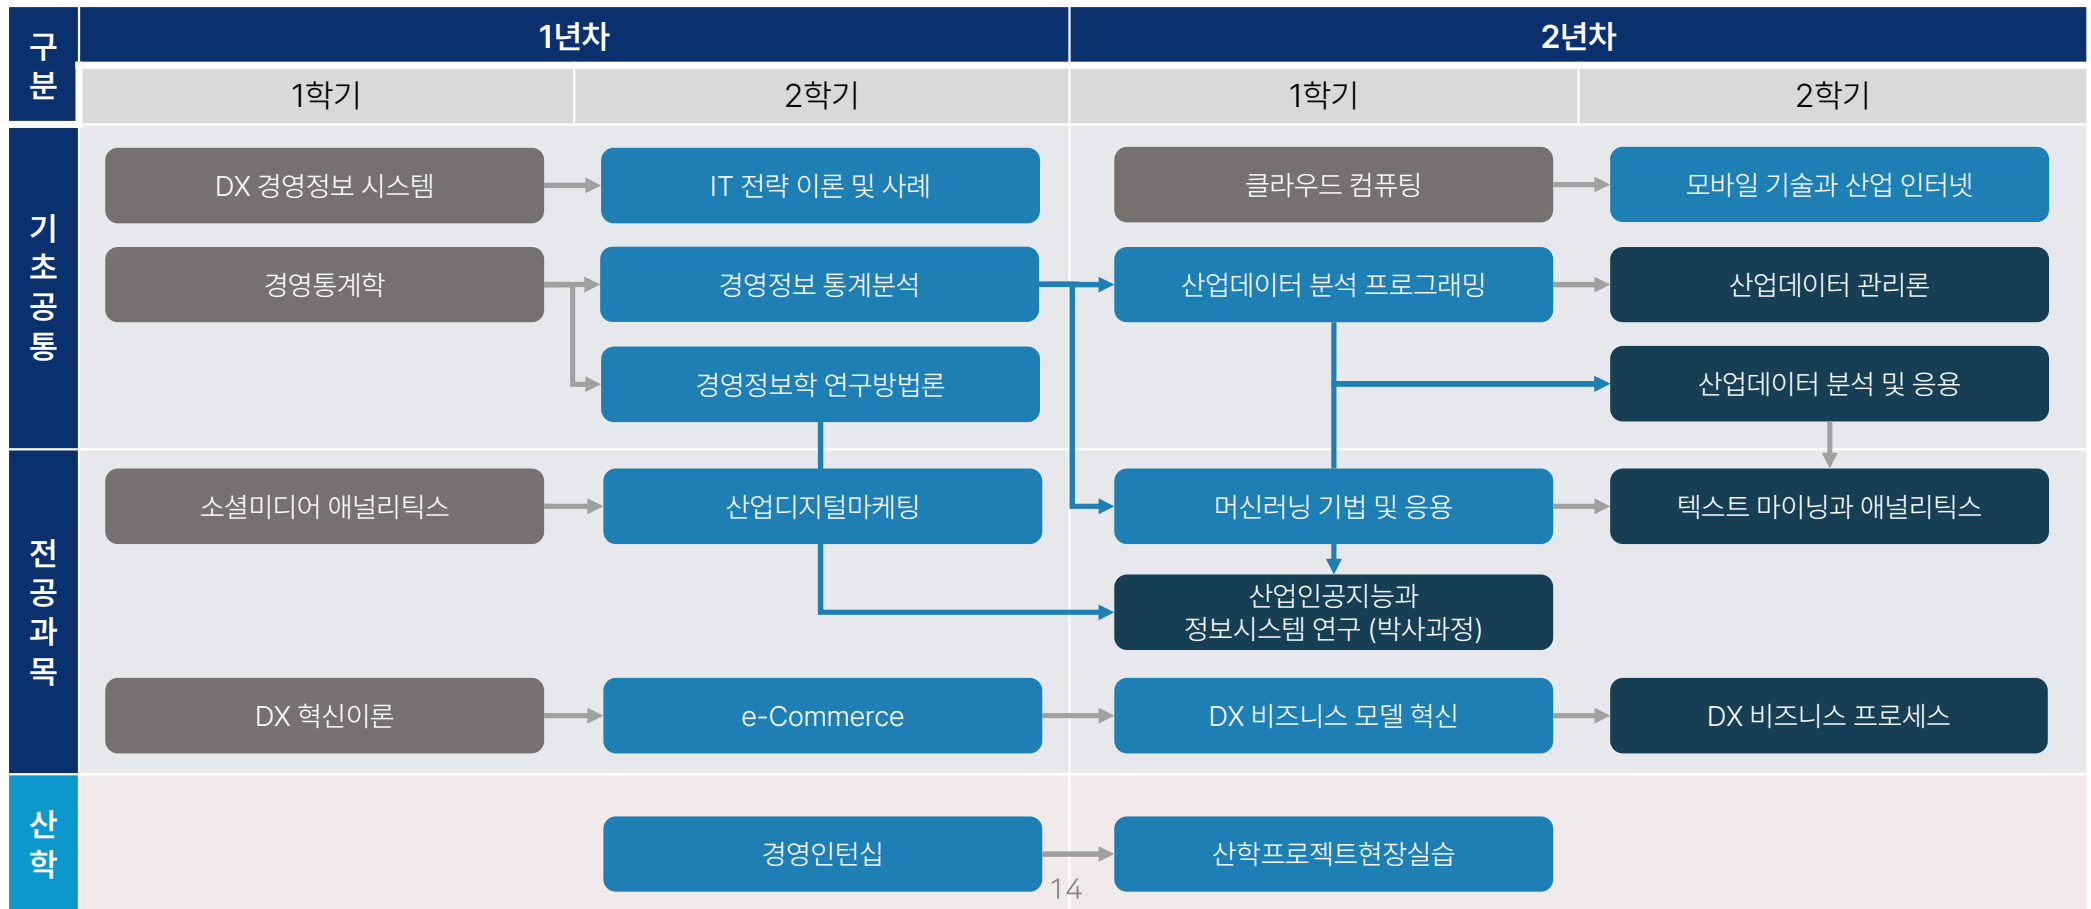 구분
1년차
2년차
1학기
2학기
1학기
2학기
기초공통
DX 경영정보 시스템
IT 전략 이론 및 사례
클라우드 컴퓨팅
모바일 기술과 산업 인터넷
경영통계학
경영정보 통계분석
산업데이터 분석 프로그래밍
산업데이터 관리론
경영정보학 연구방법론
산업데이터 분석 및 응용
전공과목
소셜미디어 애널리틱스
산업디지털마케팅
머신러닝 기법 및 응용
텍스트 마이닝과 애널리틱스
산업인공지능과
정보시스템 연구 (박사과정)
DX 혁신이론
e-Commerce
DX 비즈니스 모델 혁신
DX 비즈니스 프로세스
산학
경영인턴십
산학프로젝트현장실습
14